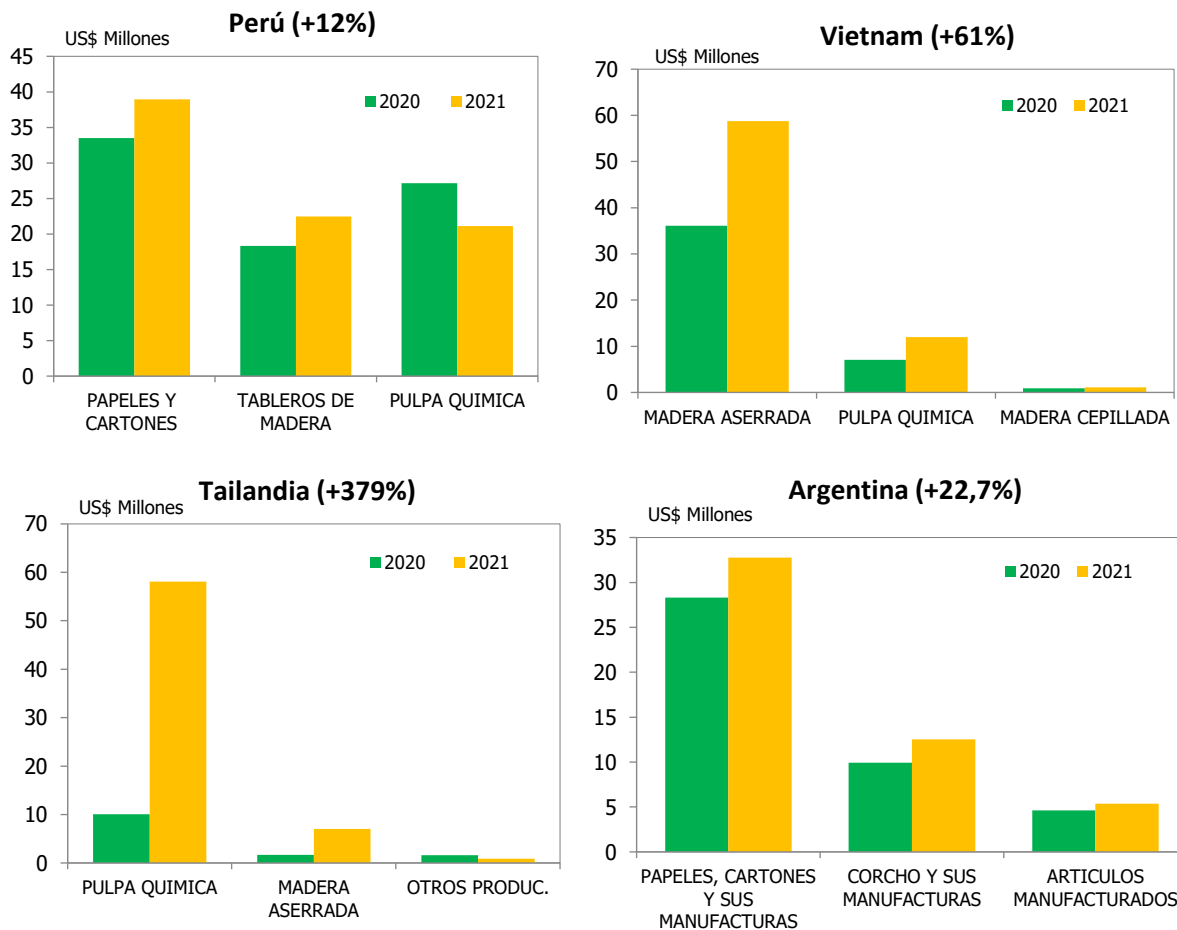 Perú (+12%)
US$ Millones
45
40
35
30
25
20
15
10
5
0
2020 2021
PAPELES Y
CARTONES
TABLEROS DE
MADERA
PULPA QUIMICA
Vietnam (+61%)
US$ Millones
70
60
50
40
30
20
10
0
2020 2021
MADERA ASERRADA
PULPA QUIMICA
MADERA CEPILLADA
Tailandia (+379%)
US$ Millones
70
60
50
40
30
20
10
0
2020 2021
PULPA QUIMICA
MADERA
ASERRADA
OTROS PRODUC.
Argentina (+22,7%)
US$ Millones
35
30
25
20
15
10
5
0
2020 2021
PAPELES, CARTONES
Y SUS
MANUFACTURAS
CORCHO Y SUS
MANUFACTURAS
ARTICULOS
MANUFACTURADOS